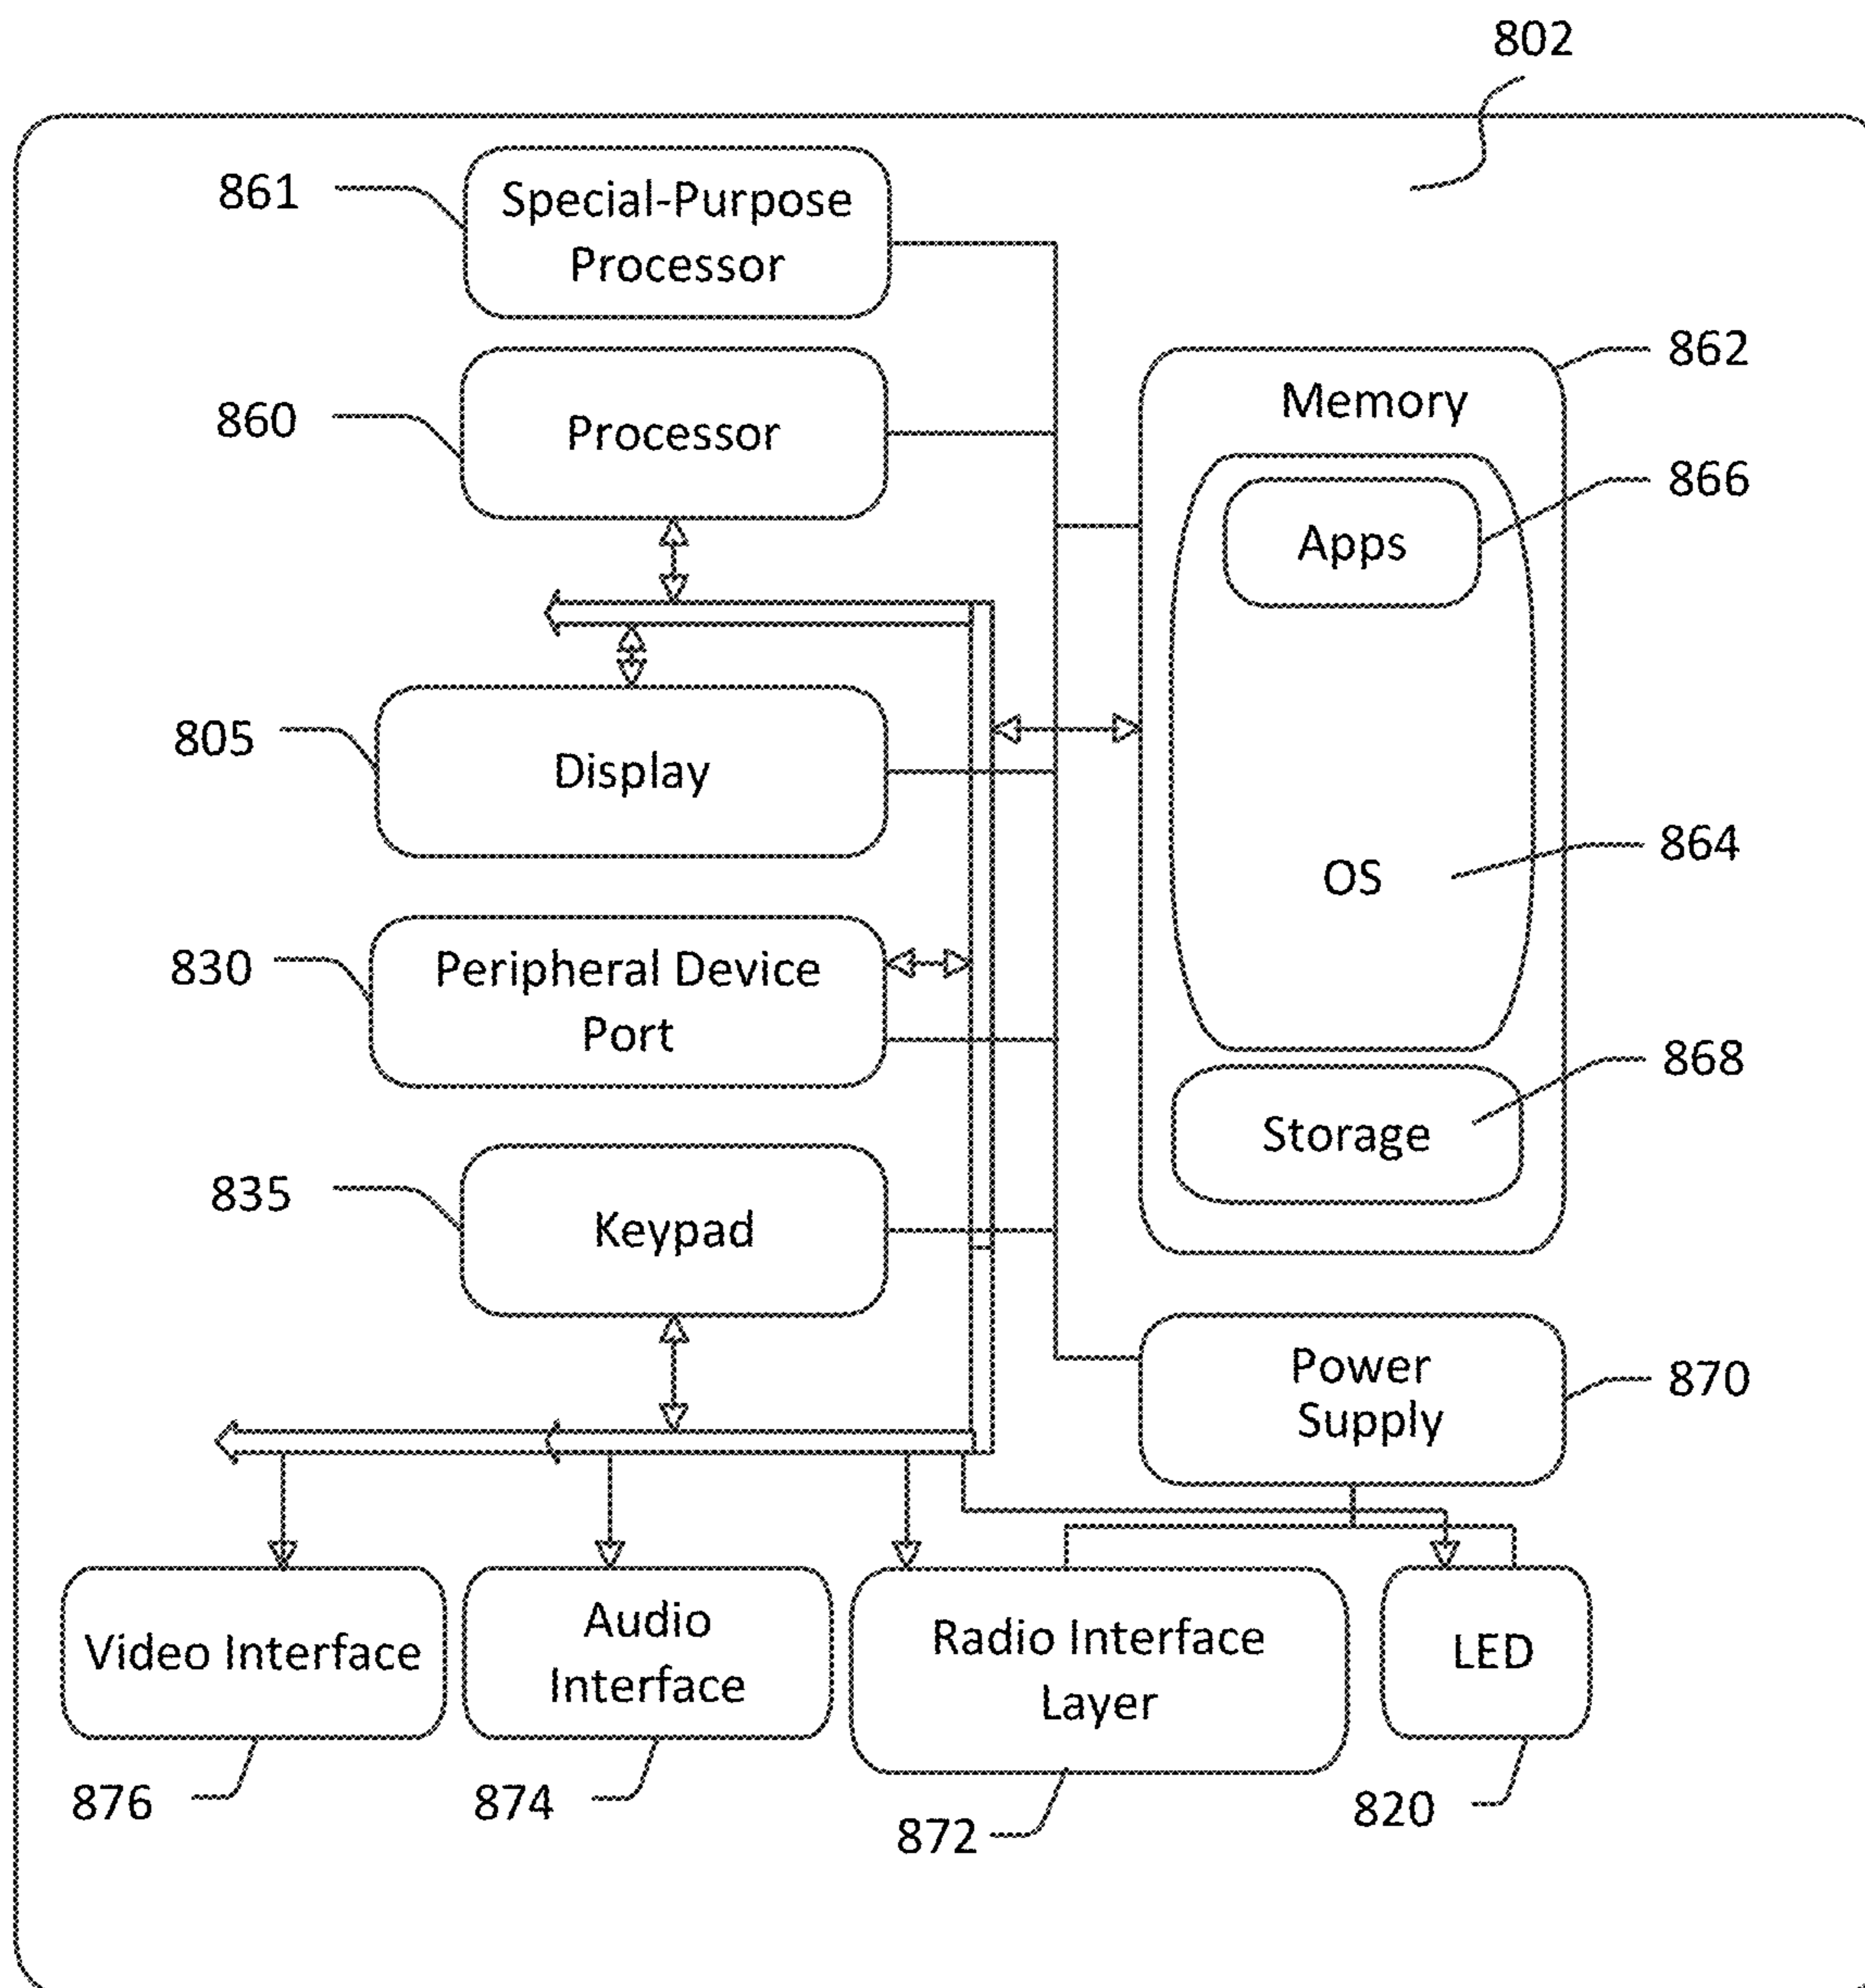 802
861
Special-Purpose
Processor
862
Memory
860
Processor
866
Apps
805
Display
864
OS
830
Peripheral Device
Port
868
Storage
835
Keypad
870
Power
Supply
Video Interface
Audio
Interface
Radio Interface
Layer
LED
876
874
872
820